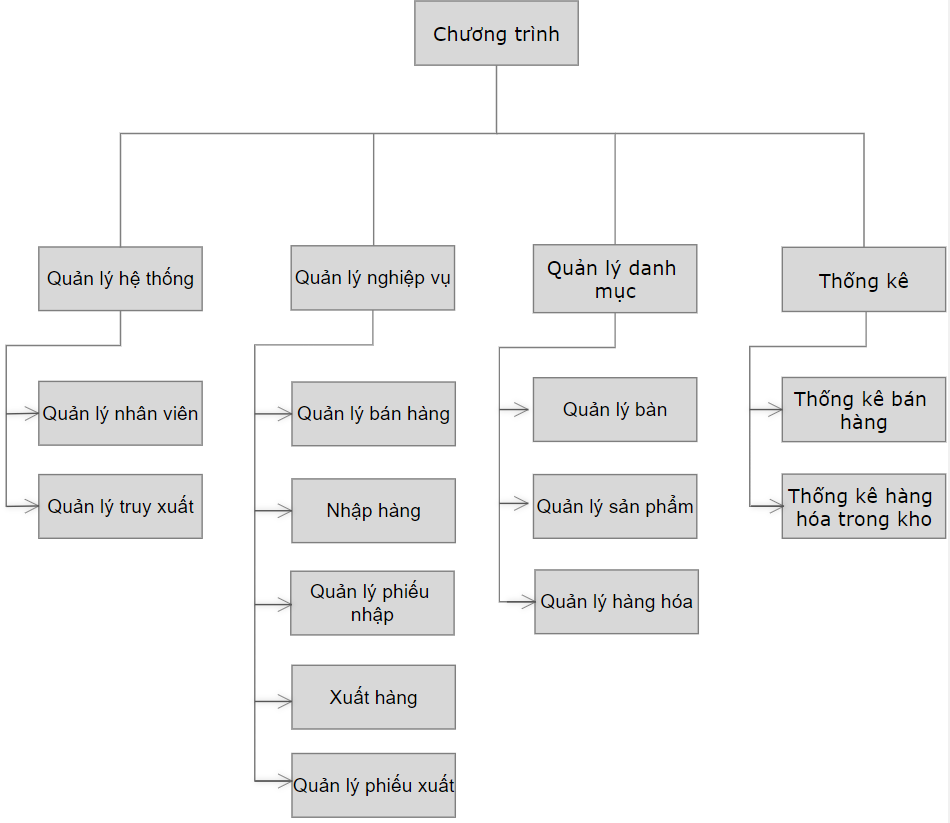 Chương trình
Quản lý hệ thống
Quản lý nghiệp vụ
Quản lý danh
mục
Thống kê
Quản lý nhân viên
Quản lý truy xuất
Quản lý bán hàng
Nhập hàng
Quản lý phiếu
nhập
Xuất hàng
Quản lý phiếu xuất
Quản lý bàn
Quản lý sản phẩm
Quản lý hàng hóa
Thống kê bán
hàng
Thống kê hàng
hóa trong kho